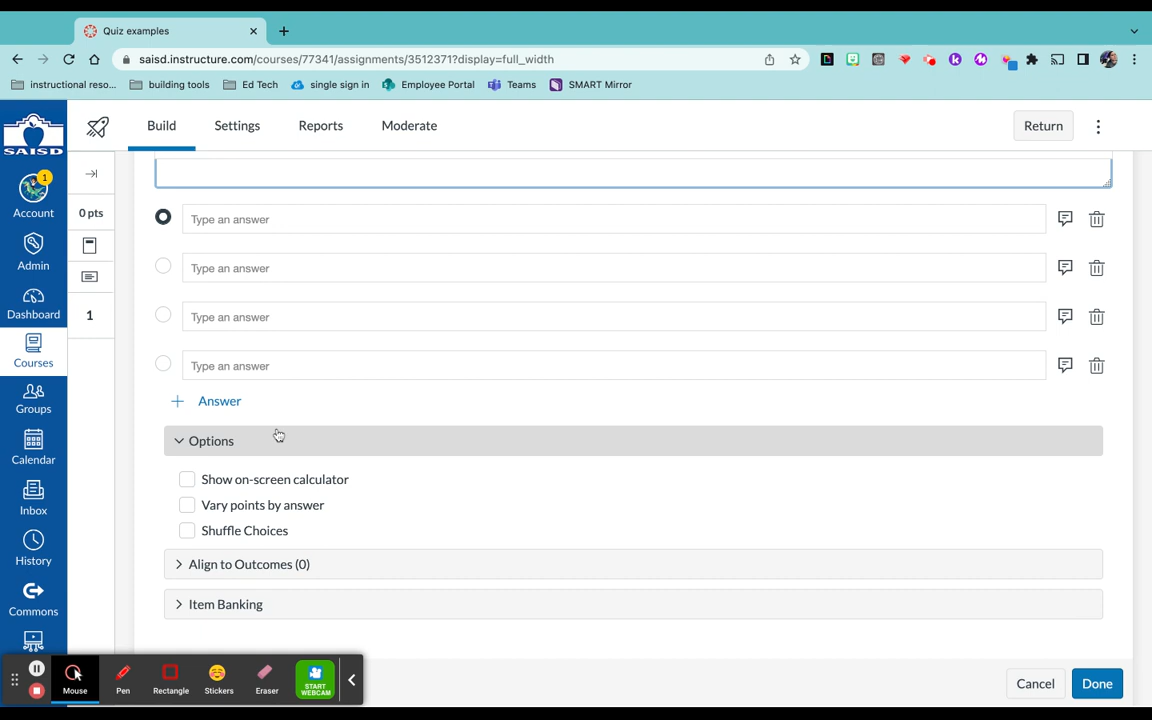 Quiz examples
saisd.instructure.com/courses/77341/assignments/3512371?display=full_width
instructional reso...
building tools
Ed Tech
single sign in
Employee Portal
Teams
SMART Mirror
SAISD
Build
Settings
Reports
Moderate
Return
1
Account
0 pts
Type an answer
Admin
Type an answer
Dashboard
1
Type an answer
Courses
Type an answer
Groups
Answer
Calendar
Options
Inbox
Show on-screen calculator
Vary points by answer
Shuffle Choices
History
Align to Outcomes (0)
Commons
Item Banking
Mouse
Pen
Rectangle
Stickers
Eraser
START
WEBCAM
Cancel
Done